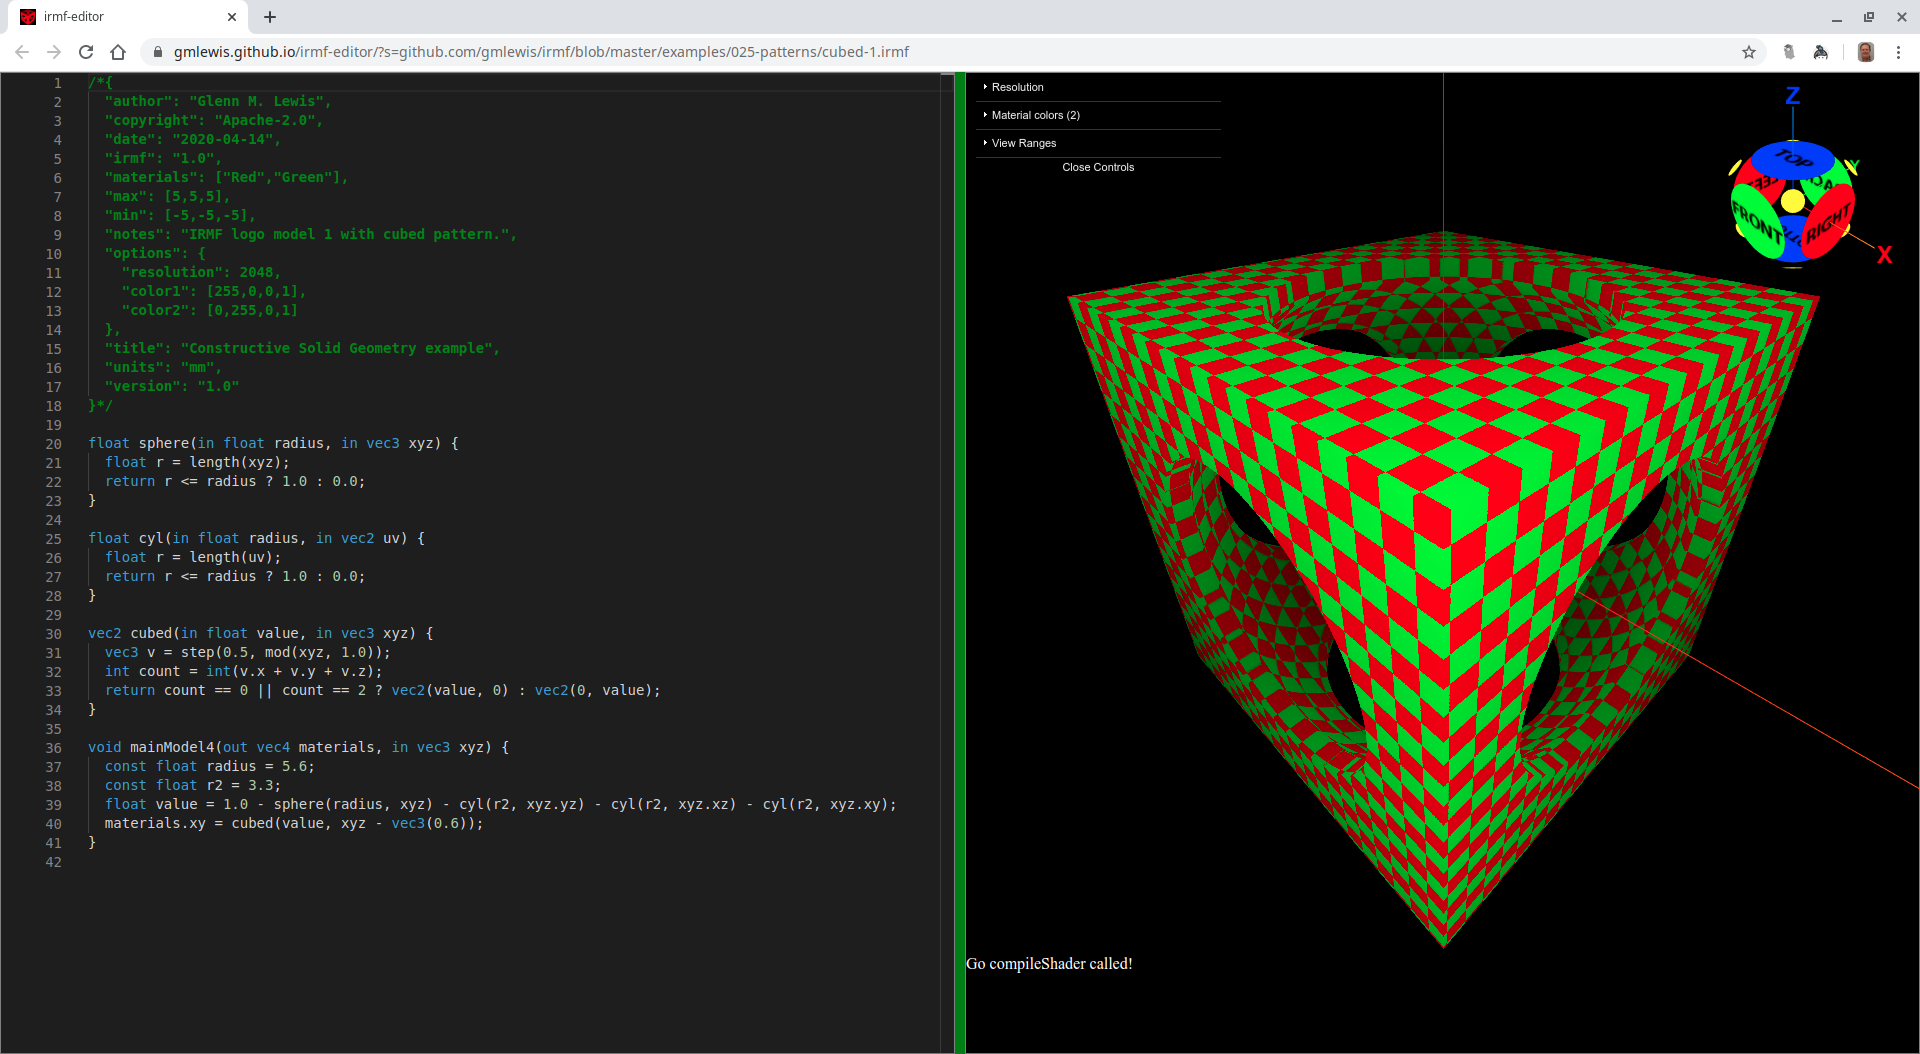 irmf-editor
gmlewis.github.io/irmf-editor/?s=github.com/gmlewis/irmf/blob/master/examples/025-patterns/cubed-1.irmf
1 /*{
2 "author": "Glenn M. Lewis",
3 "copyright": "Apache-2.0",
4 "date": "2020-04-14",
5 "irmf": "1.0",
6 "materials": ["Red","Green"],
7 "max": [5,5,5],
8 "min": [-5,-5,-5],
9 "notes": "IRMF logo model 1 with cubed pattern.",
10 "options": {
11 "resolution": 2048,
12 "color1": [255,0,0,1],
13 "color2": [0,255,0,1]
14 },
15 "title": "Constructive Solid Geometry example",
16 "units": "mm",
17 "version": "1.0"
18 }*/
19
20 float sphere(in float radius, in vec3 xyz) {
21 float r = length(xyz);
22 return r <= radius ? 1.0 : 0.0;
23 }
24
25 float cyl(in float radius, in vec2 uv) {
26 float r = length(uv);
27 return r <= radius ? 1.0 : 0.0;
28 }
29
30 vec2 cubed(in float value, in vec3 xyz) {
31 vec3 v = step(0.5, mod(xyz, 1.0));
32 int count = int(v.x + v.y + v.z);
33 return count == 0 || count == 2 ? vec2(value, 0) : vec2(0, value);
34 }
35
36 void mainModel4(out vec4 materials, in vec3 xyz) {
37 const float radius = 5.6;
38 const float r2 = 3.3;
39 float value = 1.0 - sphere(radius, xyz) - cyl(r2, xyz.yz) - cyl(r2, xyz.xz) - cyl(r2, xyz.xy);
40 materials.xy = cubed(value, xyz - vec3(0.6));
41 }
42
Resolution
Material colors (2)
View Ranges
Close Controls
Z
TOP
Y
FRONT
RIGHT
X
Go compileShader called!